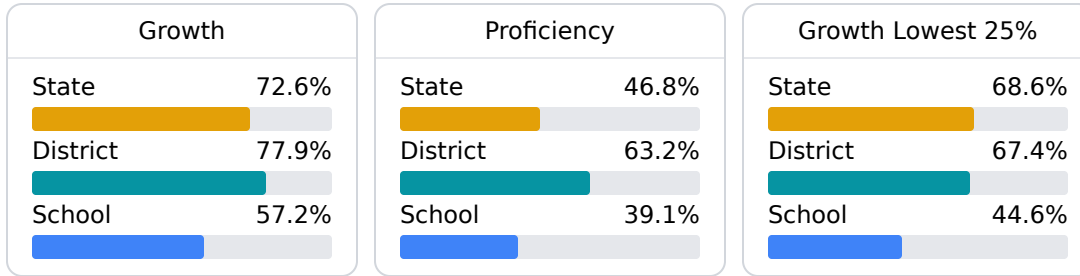 Growth
State 72.6%
District 77.9%
School 57.2%
Proficiency
State 46.8%
District 63.2%
School 39.1%
Growth Lowest 25%
State 68.6%
District 67.4%
School 44.6%